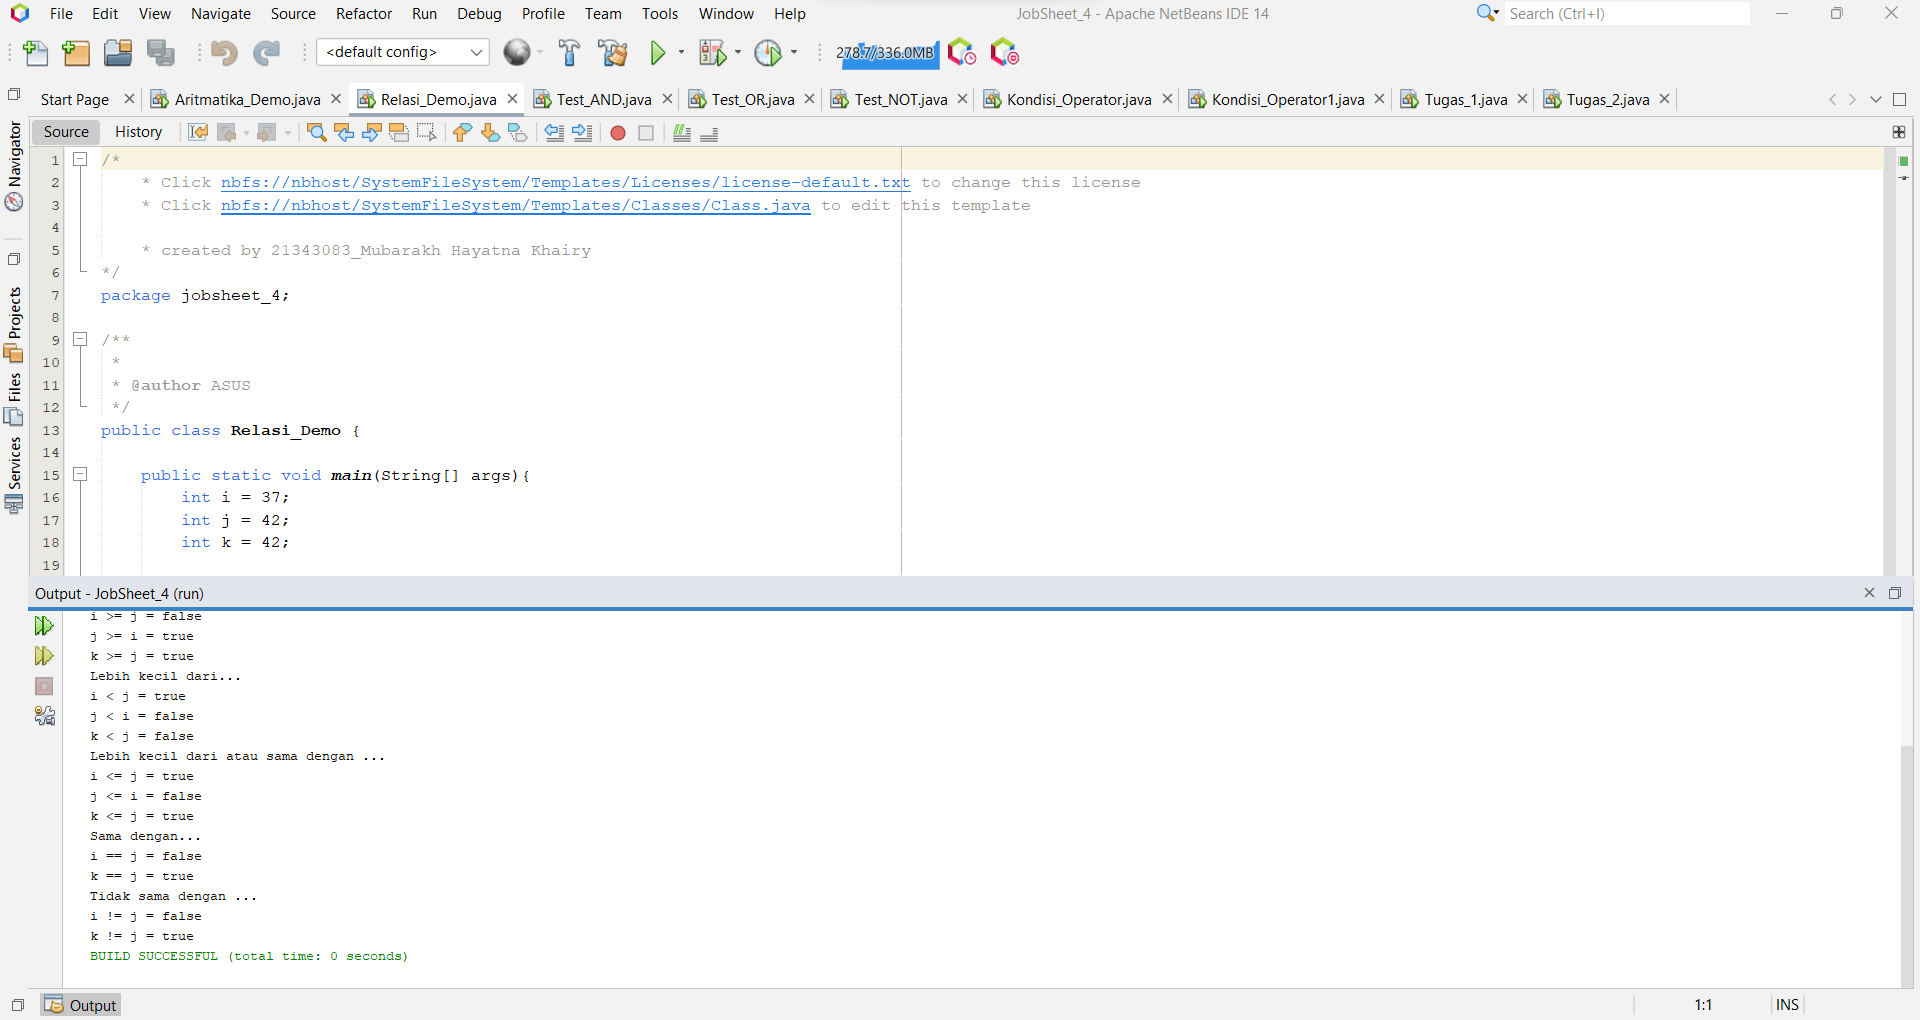 File Edit View Navigate Source Refactor Run Debug Profile Team Tools Window Help JobSheet_4 - Apache NetBeans IDE 14 Search (Ctrl+I)
<default config> 278.7/336.0MB
Start Page Aritmatika_Demo.java Relasi_Demo.java Test_AND.java Test_OR.java Test_NOT.java Kondisi_Operator.java Kondisi_Operator1.java Tugas_1.java Tugas_2.java
Source History
Navigator
Projects
Files
Services
1 /*
2 * Click nbfs://nbhost/SystemFileSystem/Templates/Licenses/license-default.txt to change this license
3 * Click nbfs://nbhost/SystemFileSystem/Templates/Classes/Class.java to edit this template
4
5 * created by 21343083_Mubarakh Hayatna Khairy
6 */
7 package jobsheet_4;
8
9 /**
10 *
11 * @author ASUS
12 */
13 public class Relasi_Demo {
14
15 public static void main(String[] args){
16 int i = 37;
17 int j = 42;
18 int k = 42;
19
Output - JobSheet_4 (run)
i >= j = false
j >= i = true
k >= j = true
Lebih kecil dari...
i < j = true
j < i = false
k < j = false
Lebih kecil dari atau sama dengan ...
i <= j = true
j <= i = false
k <= j = true
Sama dengan...
i == j = false
k == j = true
Tidak sama dengan ...
i != j = false
k != j = true
BUILD SUCCESSFUL (total time: 0 seconds)
Output 1:1 INS